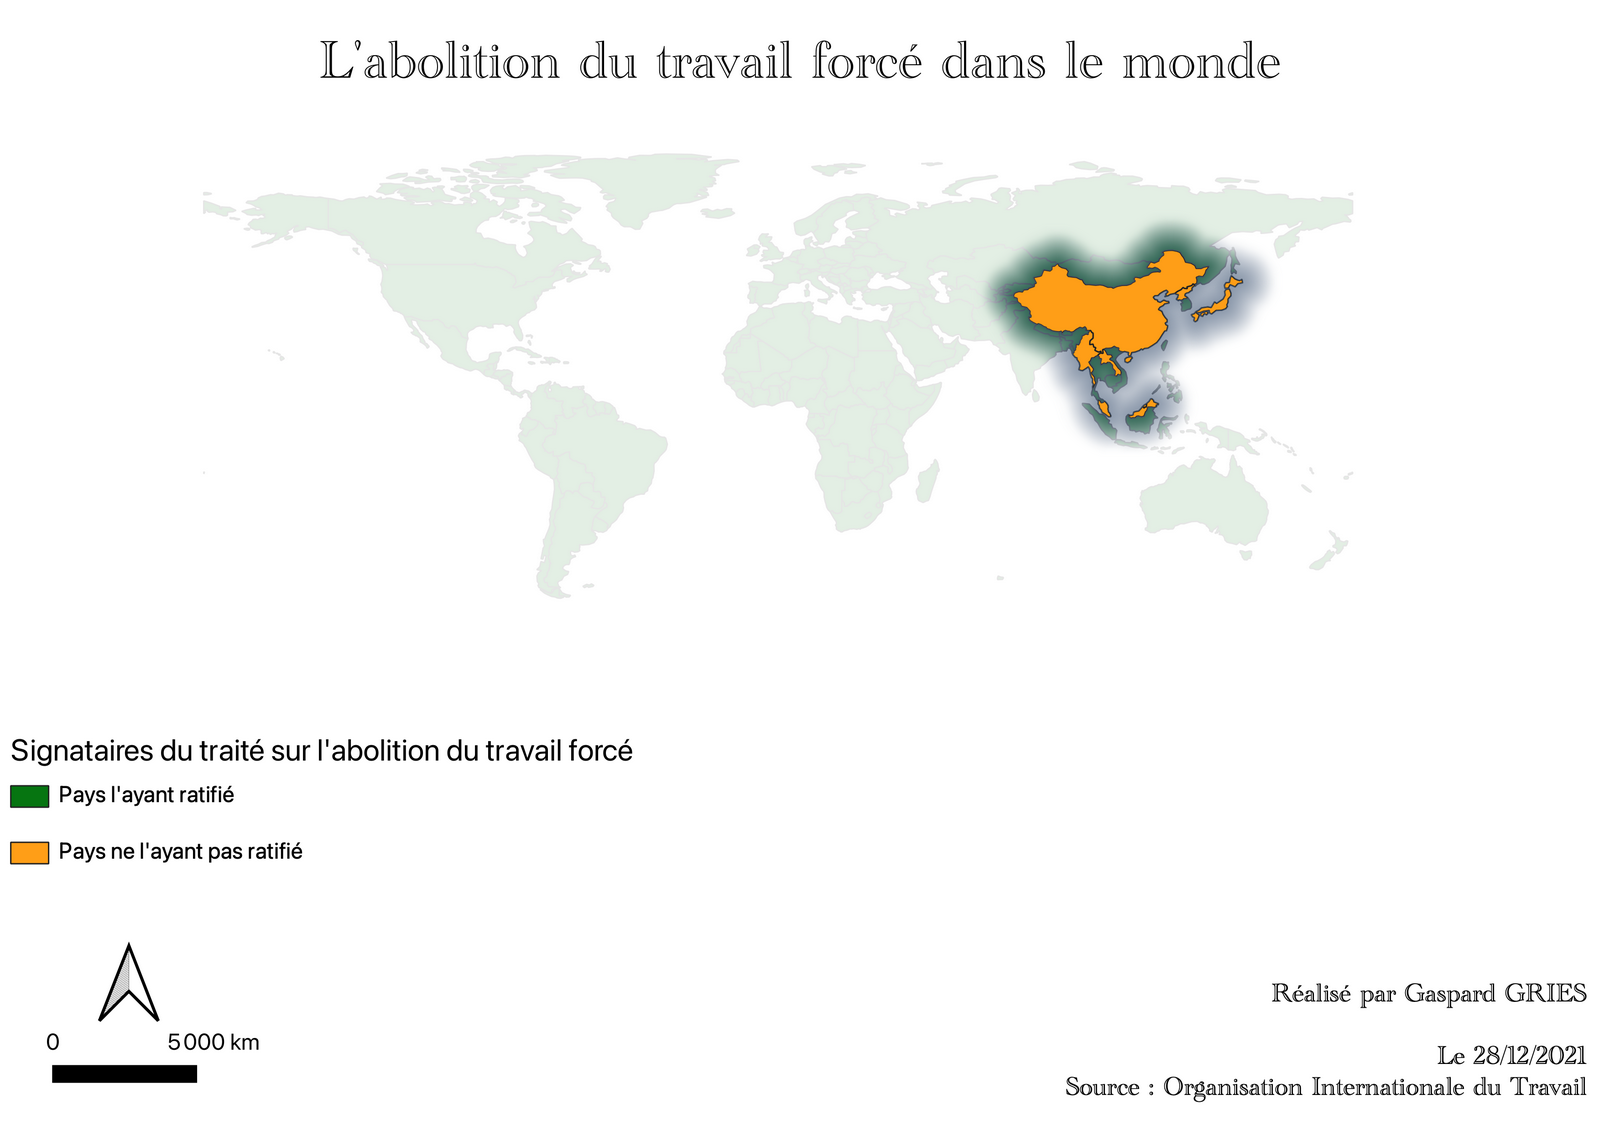 L'abolition du travail forcé dans le monde
Signataires du traité sur l'abolition du travail forcé
Pays l'ayant ratifié
Pays ne l'ayant pas ratifié
0 5 000 km
Réalisé par Gaspard GRIES
Le 28/12/2021
Source : Organisation Internationale du Travail